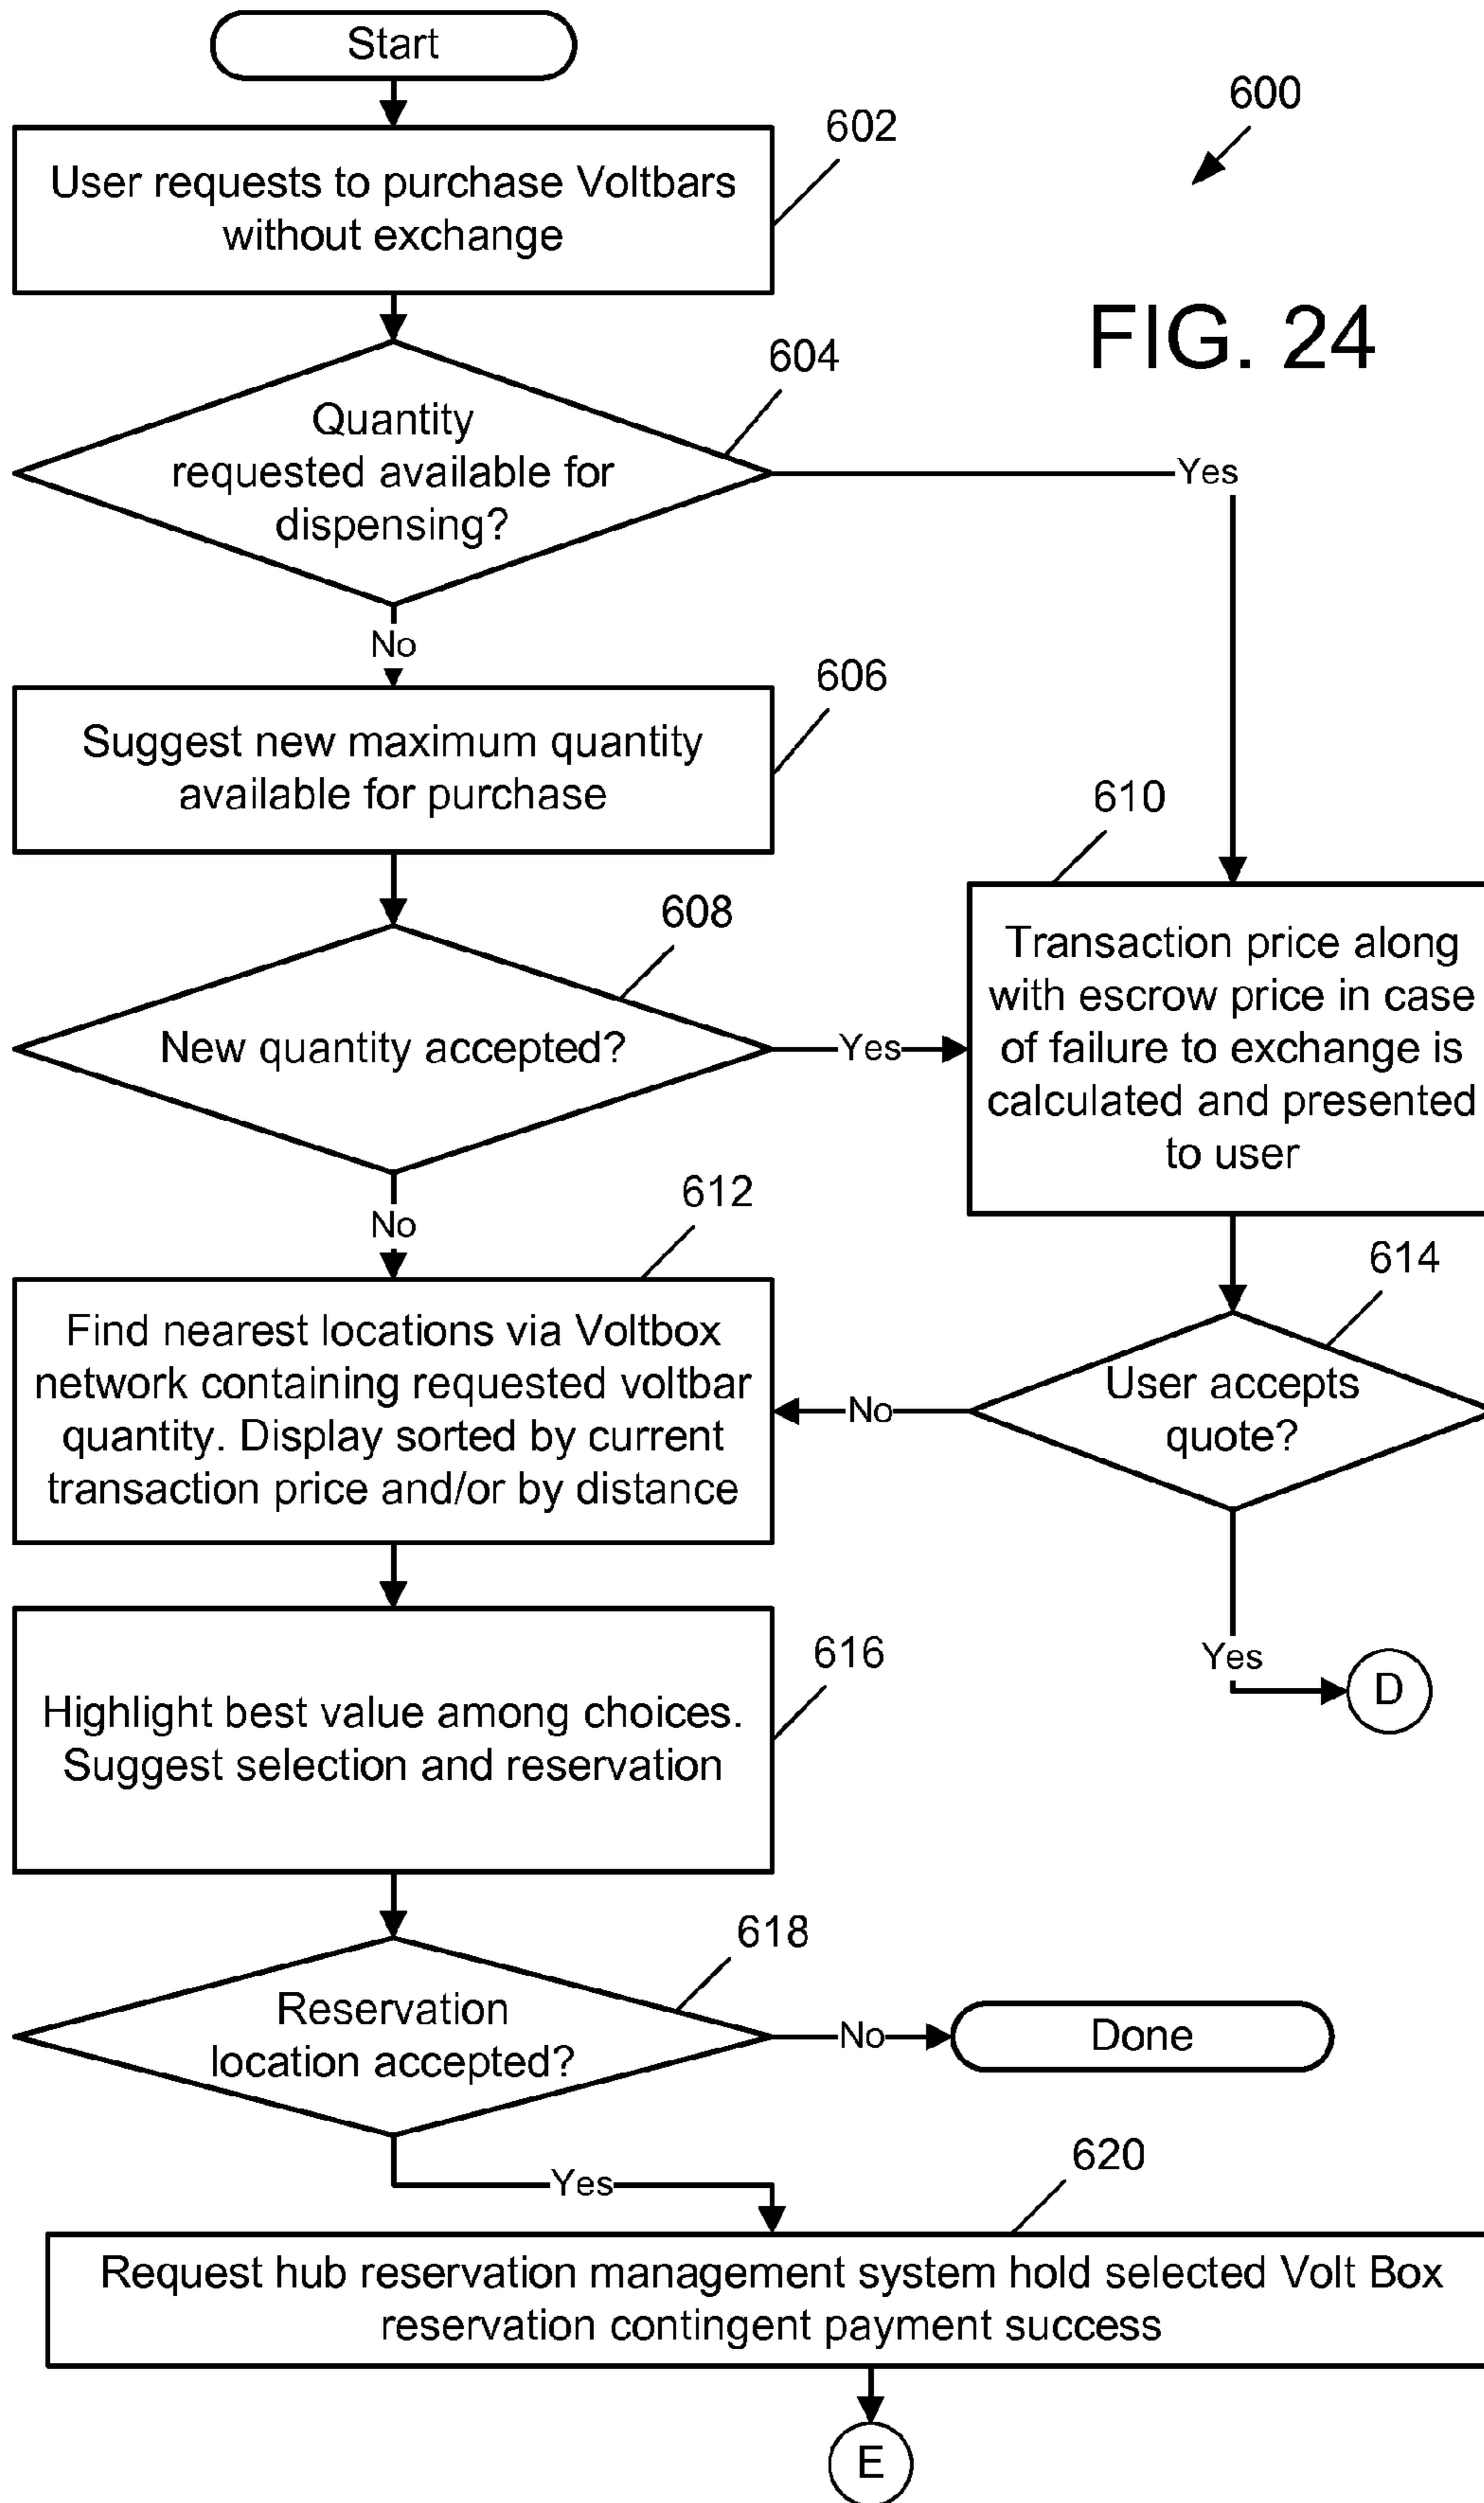 Start
600
602
User requests to purchase Voltbars
without exchange
FIG. 24
604
Quantity
requested available for
dispensing?
Yes
No
606
Suggest new maximum quantity
available for purchase
610
608
New quantity accepted?
Yes
Transaction price along
with escrow price in case
of failure to exchange is
calculated and presented
to user
No
612
614
Find nearest locations via Voltbox
network containing requested voltbar
quantity. Display sorted by current
transaction price and/or by distance
No
User accepts
quote?
616
Highlight best value among choices.
Suggest selection and reservation
Yes
D
618
Reservation
location accepted?
No
Done
Yes
620
Request hub reservation management system hold selected Volt Box
reservation contingent payment success
E